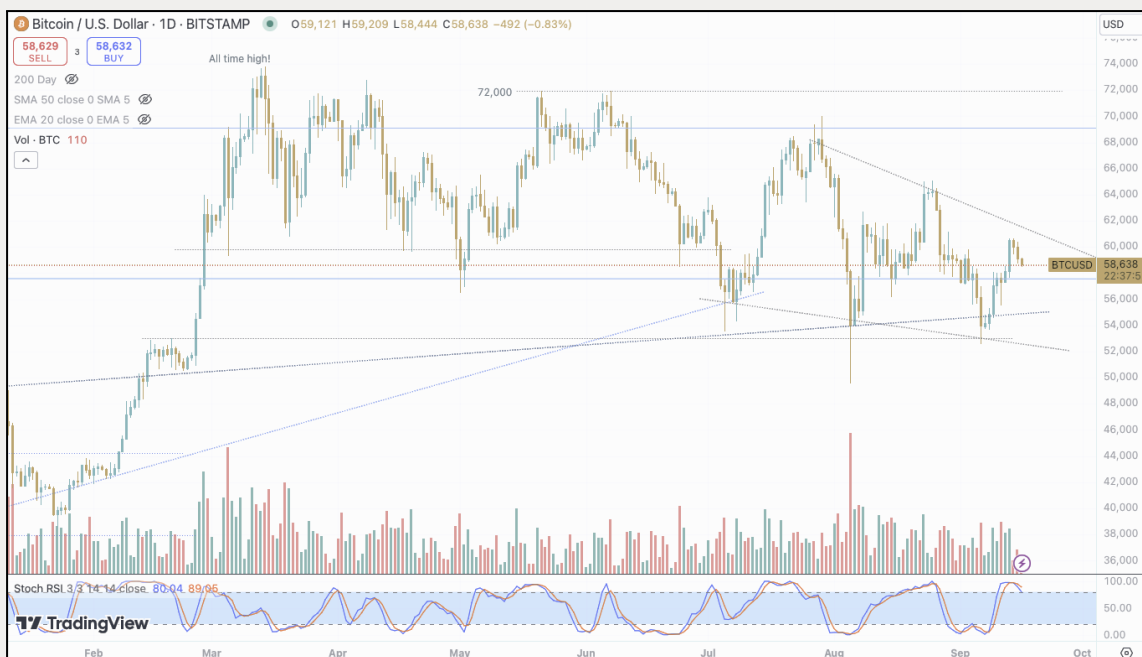 Bitcoin / U.S. Dollar · 1D · BITSTAMP O59,121 H59,209 L58,444 C58,638 −492 (−0.83%) USD
58,629 3 58,632
SELL BUY
All time high!
200 Day
SMA 50 close 0 SMA 5
EMA 20 close 0 EMA 5
Vol · BTC 110
72,000
74,000
72,000
70,000
68,000
66,000
64,000
62,000
60,000
BTCUSD 58,638
22:37:5
56,000
54,000
52,000
50,000
48,000
46,000
44,000
42,000
40,000
38,000
36,000
Stoch RSI 3 3 14 14 close 80.04
100.00
50.00
0.00
TradingView
Feb Mar Apr May Jun Jul Aug Sep Oct